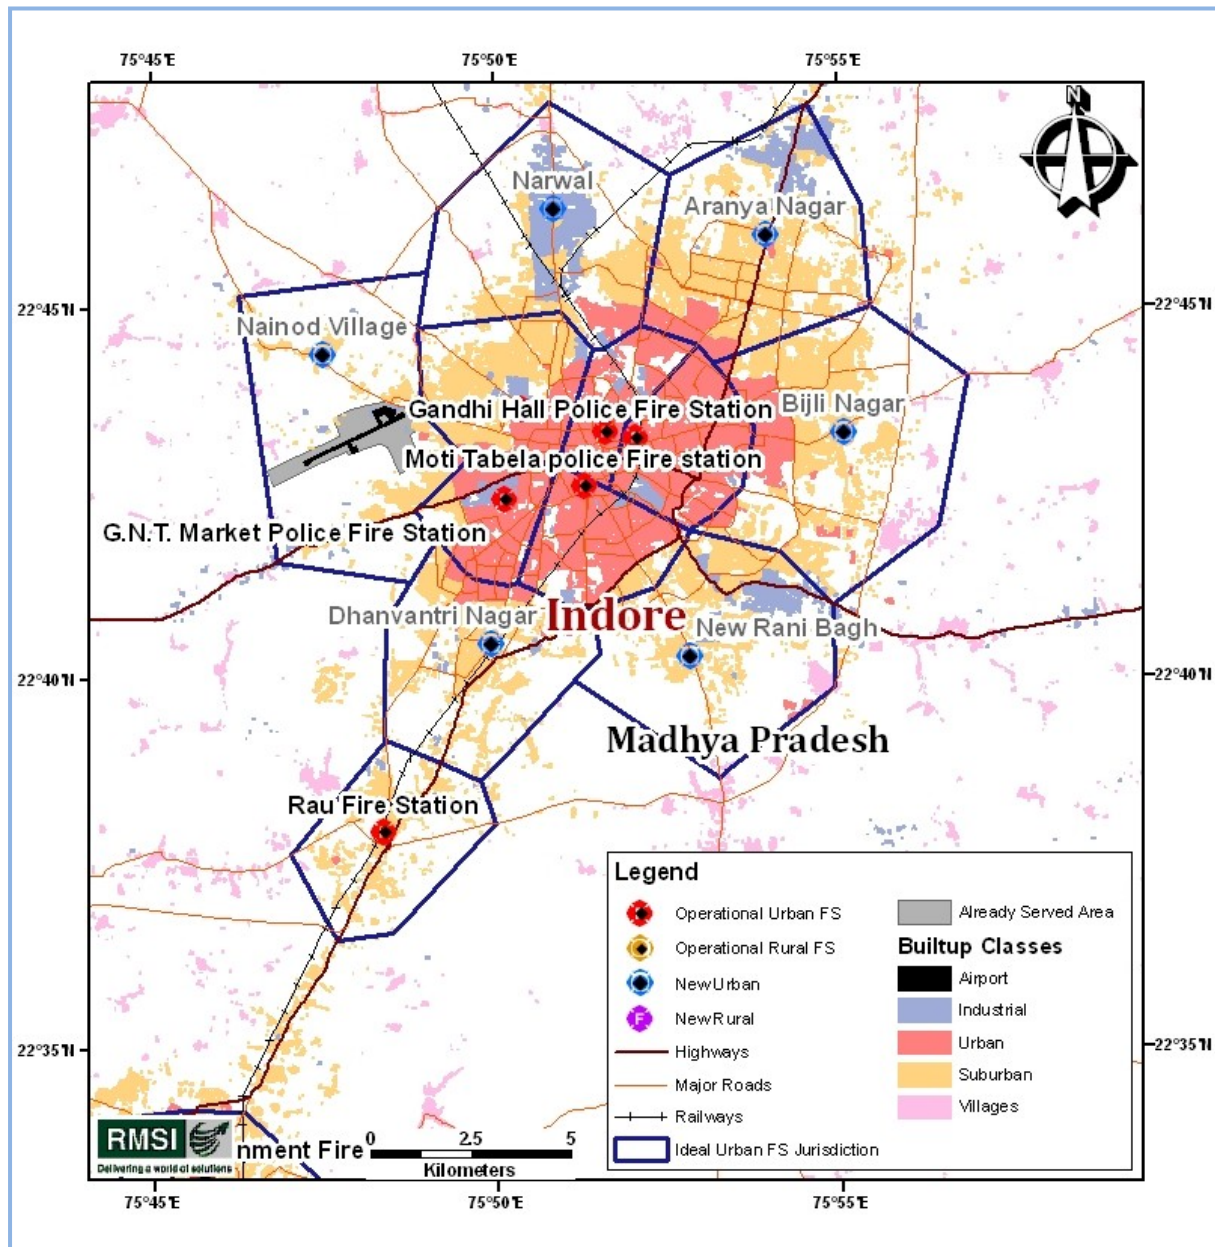 75°45'E 75°50'E 75°55'E
N
Narwal
Aranya Nagar
22°45'N 22°45'N
Nainod Village
Gandhi Hall Police Fire Station
Bijli Nagar
Moti Tabela police Fire station
G.N.T. Market Police Fire Station
Dhanvantri Nagar
Indore
New Rani Bagh
22°40'N 22°40'N
Madhya Pradesh
Rau Fire Station
Legend
Operational Urban FS
Operational Rural FS
New Urban
F New Rural
Highways
Major Roads
Railways
Ideal Urban FS Jurisdiction
Already Served Area
Builtup Classes
Airport
Industrial
Urban
Suburban
Villages
22°35'N 22°35'N
RMSI
Delivering a world of solutions
nment Fire
0 2.5 5
Kilometers
75°45'E 75°50'E 75°55'E